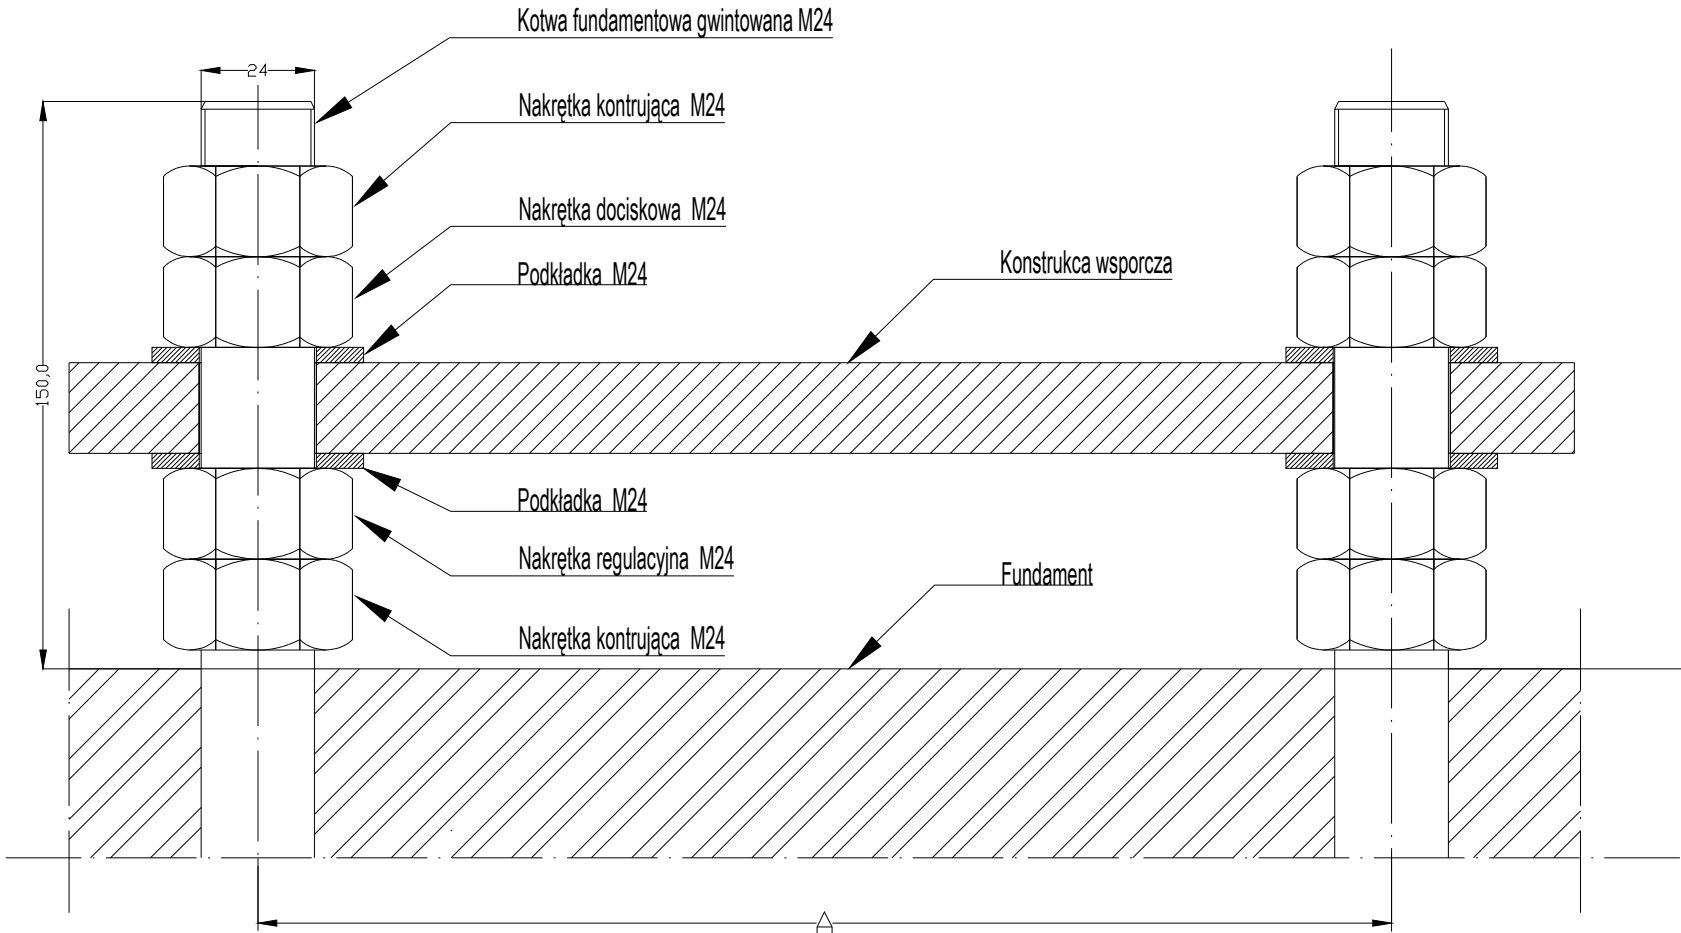 Kotwa fundamentowa gwintowana M24
24
Nakrętka kontrująca M24
Nakrętka dociskowa M24
Podkładka M24
Konstrukca wsporcza
150,0
Podkładka M24
Nakrętka regulacyjna M24
Fundament
Nakrętka kontrująca M24
A